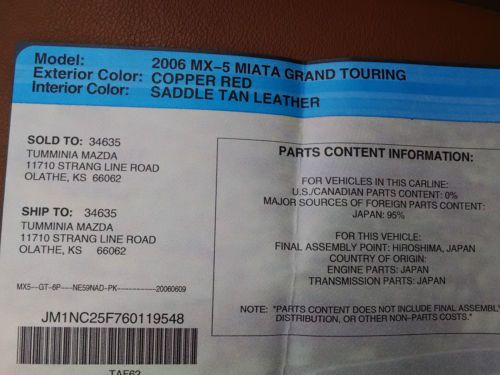 Model: 2006 MX-5 MIATA GRAND TOURING
Exterior Color: COPPER RED
Interior Color: SADDLE TAN LEATHER
SOLD TO: 34635
TUMMINIA MAZDA
11710 STRANG LINE ROAD
OLATHE, KS 66062
SHIP TO: 34635
TUMMINIA MAZDA
11710 STRANG LINE ROAD
OLATHE, KS 66062
MX5--GT-6P---NE59NAD-PK-----------20060609
JM1NC25F760119548
PARTS CONTENT INFORMATION:
FOR VEHICLES IN THIS CARLINE:
U.S./CANADIAN PARTS CONTENT: 0%
MAJOR SOURCES OF FOREIGN PARTS CONTENT:
JAPAN: 95%
FOR THIS VEHICLE:
FINAL ASSEMBLY POINT: HIROSHIMA, JAPAN
COUNTRY OF ORIGIN:
ENGINE PARTS: JAPAN
TRANSMISSION PARTS: JAPAN
NOTE: "PARTS CONTENT DOES NOT INCLUDE FINAL ASSEMBL
DISTRIBUTION, OR OTHER NON-PARTS COSTS."